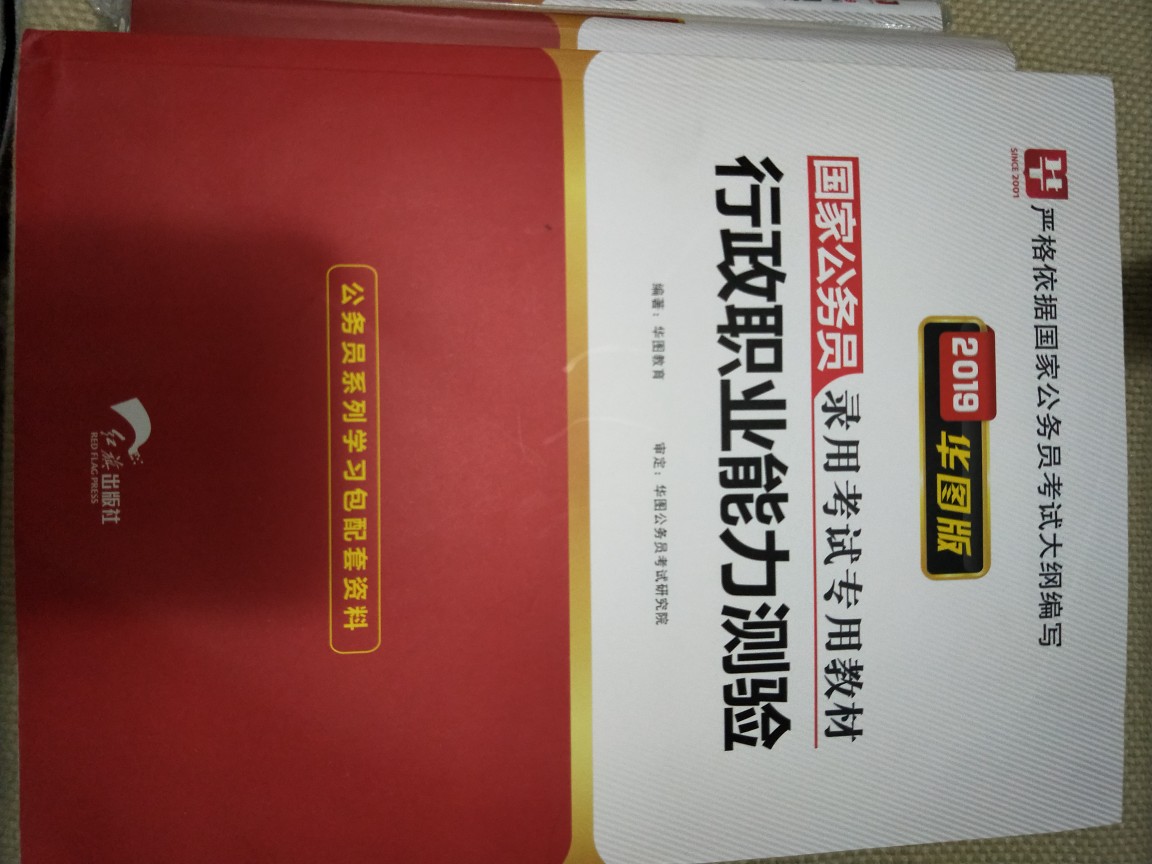 SINCE 2001
严格依据国家公务员考试大纲编写
2019
华图版
国家公务员录用考试专用教材
行政职业能力测验
编著：华图教育 审定：华图公务员考试研究院
公务员系列学习包配套资料
红旗出版社
RED FLAG PRESS